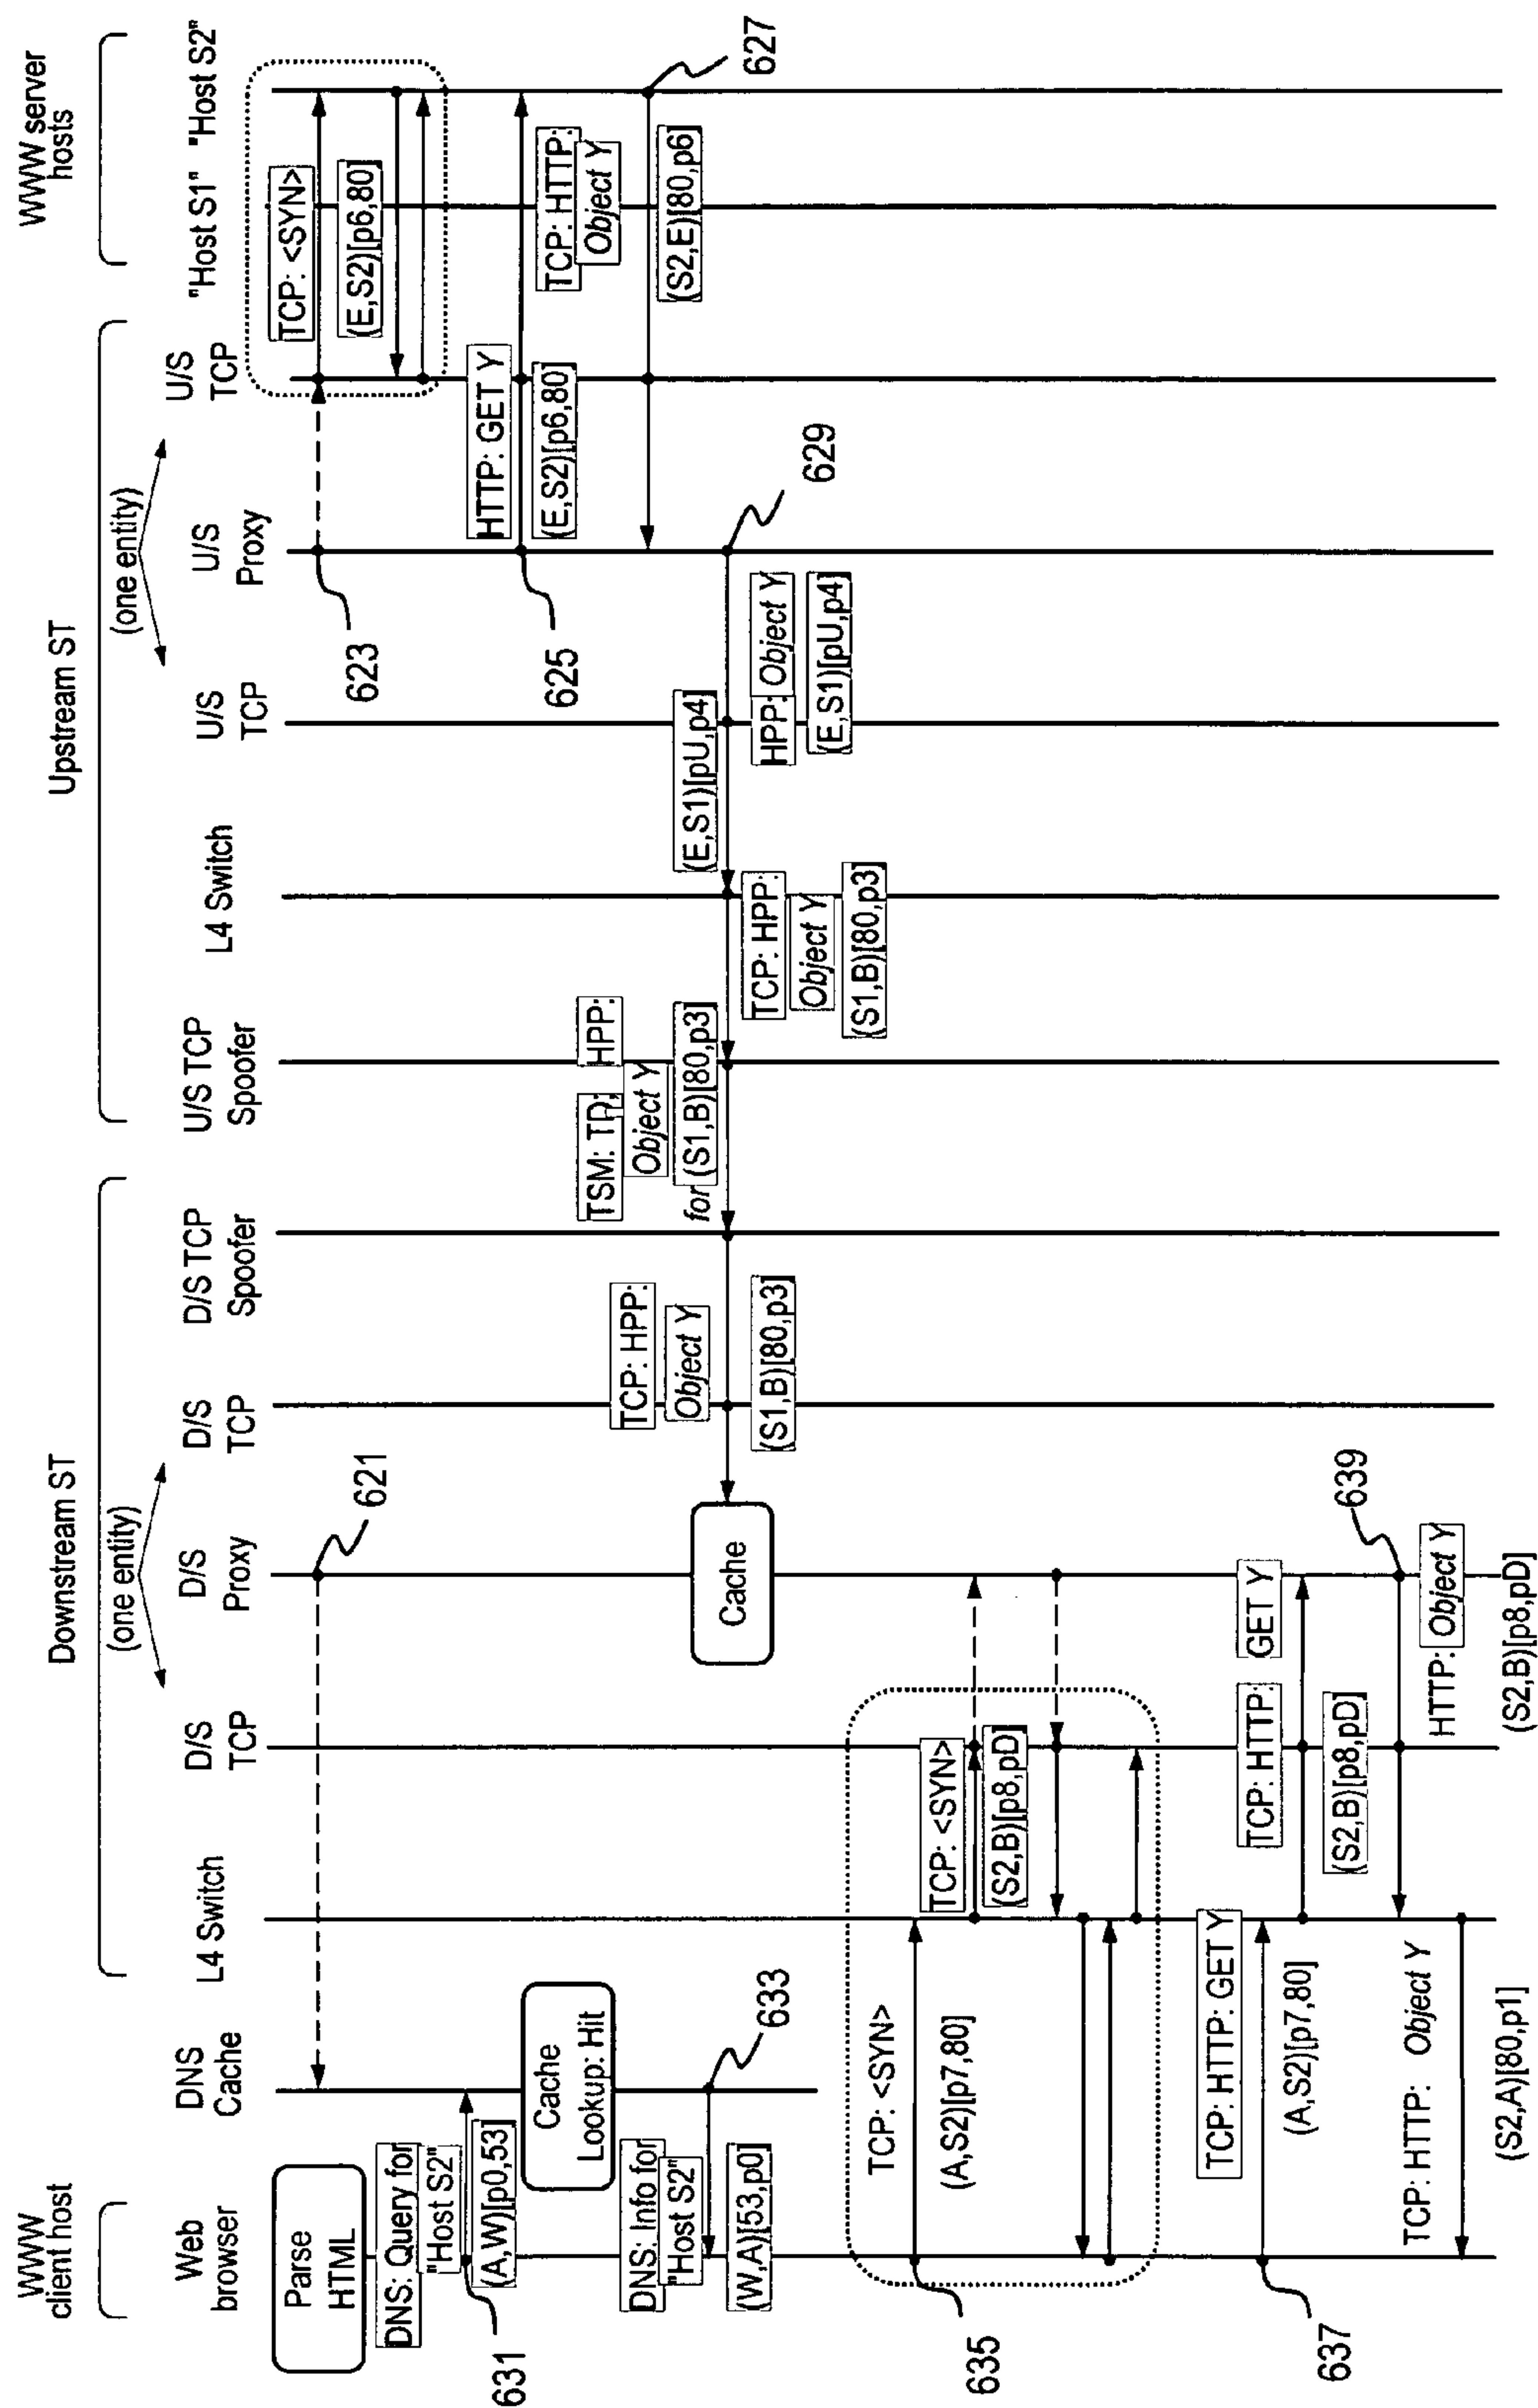 WWW
client host
Downstream ST
Upstream ST
WWW server
hosts
(one entity)
(one entity)
Web
browser
DNS
Cache
L4 Switch
D/S
TCP
D/S
Proxy
D/S
TCP
D/S TCP
Spoofer
U/S TCP
Spoofer
L4 Switch
U/S
TCP
U/S
Proxy
U/S
TCP
"Host S1"
"Host S2"
Parse
HTML
621
623
TCP: <SYN>
(E,S2)[p6,80]
DNS: Query for
"Host S2"
(A,W)[p0,53]
631
HTTP: GET Y
(E,S2)[p6,80]
625
Cache
Lookup: Hit
TCP: HTTP:
Object Y
(S2,E)[80,p6]
627
DNS: Info for
"Host S2"
(W,A)[53,p0]
633
Cache
TCP: HPP:
Object Y
(S1,B)[80,p3]
TSM: TD:
HPP:
Object Y
for (S1,B)[80,p3]
TCP: HPP:
Object Y
(S1,B)[80,p3]
(E,S1)[pU,p4]
HPP: Object Y
(E,S1)[pU,p4]
629
TCP: <SYN>
(A,S2)[p7,80]
635
TCP: <SYN>
(S2,B)[p8,pD]
TCP: HTTP: GET Y
(A,S2)[p7,80]
637
TCP: HTTP: GET Y
(S2,B)[p8,pD]
639
HTTP: Object Y
(S2,B)[p8,pD]
TCP: HTTP: Object Y
(S2,A)[80,p1]